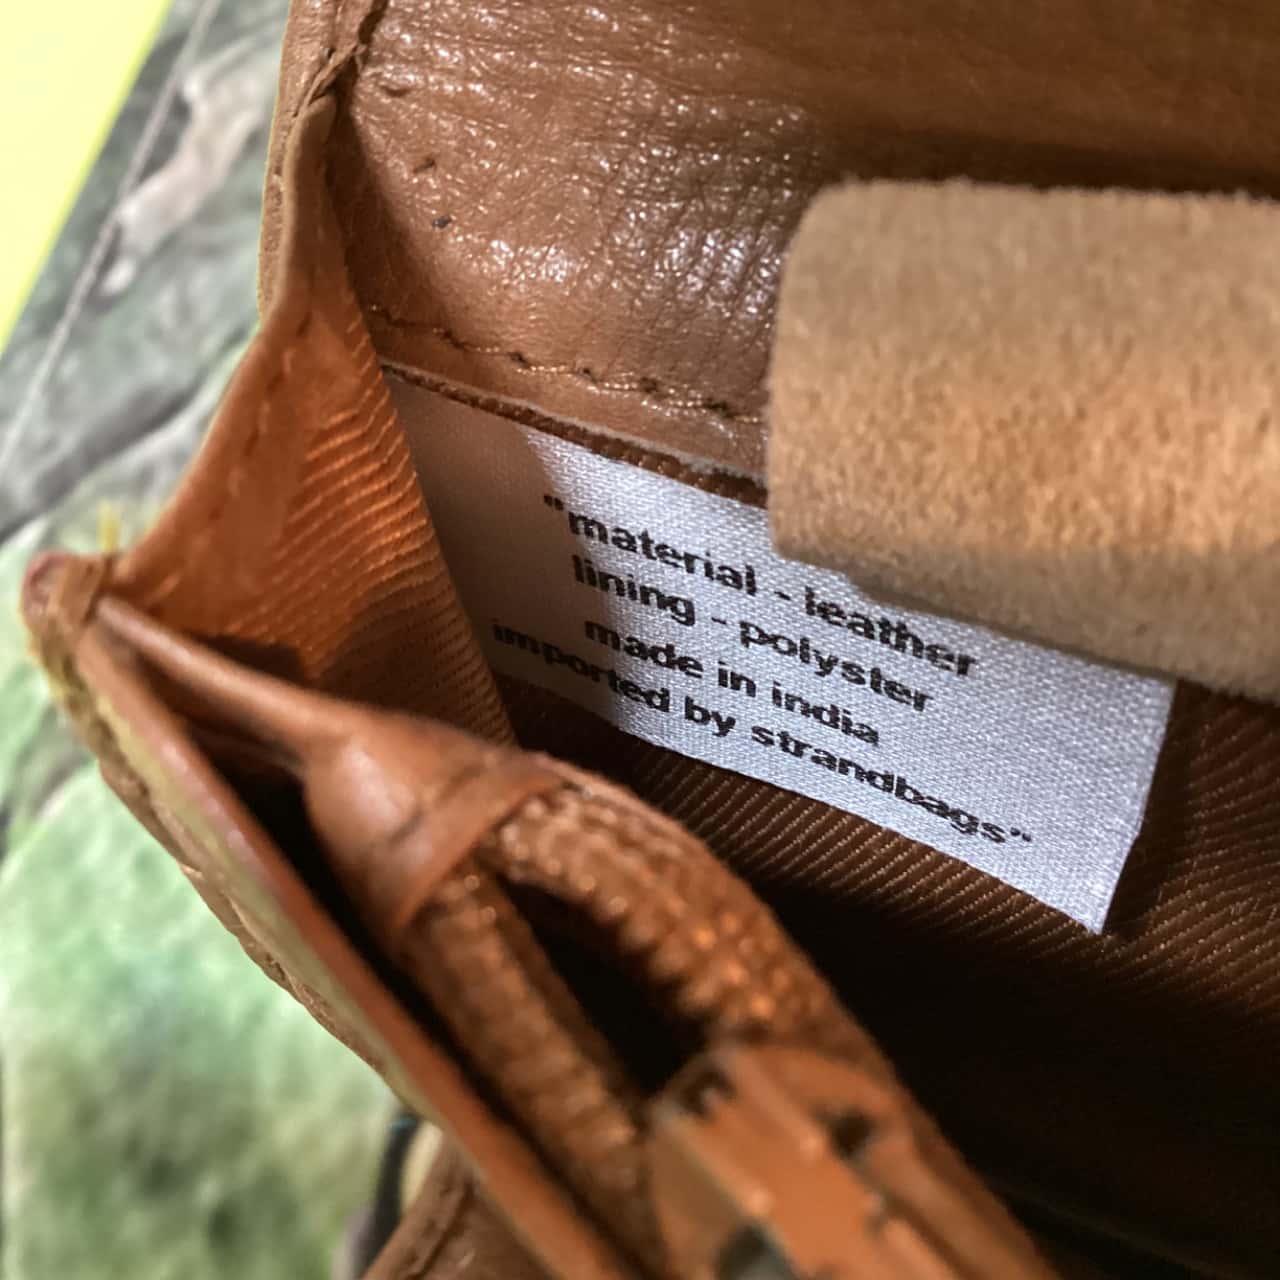 "material - leather
lining - polyster
made in india
imported by strandbags"